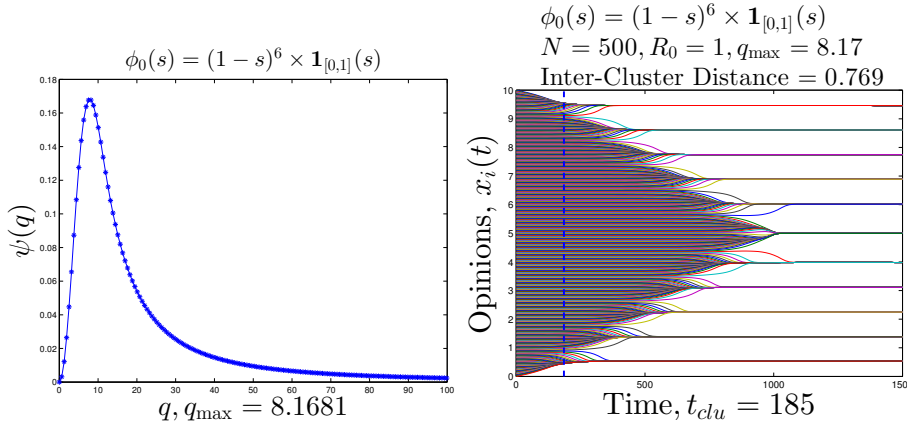 ϕ₀(s) = (1 − s)⁶ × 𝟏[0,1](s)
0.18
0.16
0.14
0.12
0.1
0.08
0.06
0.04
0.02
0
ψ(q)
0 10 20 30 40 50 60 70 80 90 100
q, qmax = 8.1681
ϕ₀(s) = (1 − s)⁶ × 𝟏[0,1](s)
N = 500, R₀ = 1, qmax = 8.17
Inter-Cluster Distance = 0.769
10
9
8
7
6
5
4
3
2
1
0
Opinions, xᵢ(t)
0 500 1000 150
Time, tclu = 185